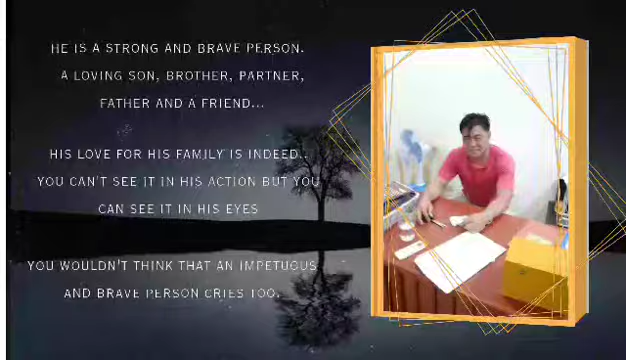 HE IS A STRONG AND BRAVE PERSON.
A LOVING SON, BROTHER, PARTNER,
FATHER AND A FRIEND...
HIS LOVE FOR HIS FAMILY IS INDEED..
YOU CAN'T SEE IT IN HIS ACTION BUT YOU
CAN SEE IT IN HIS EYES
YOU WOULDN'T THINK THAT AN IMPETUOUS
AND BRAVE PERSON CRIES TOO.